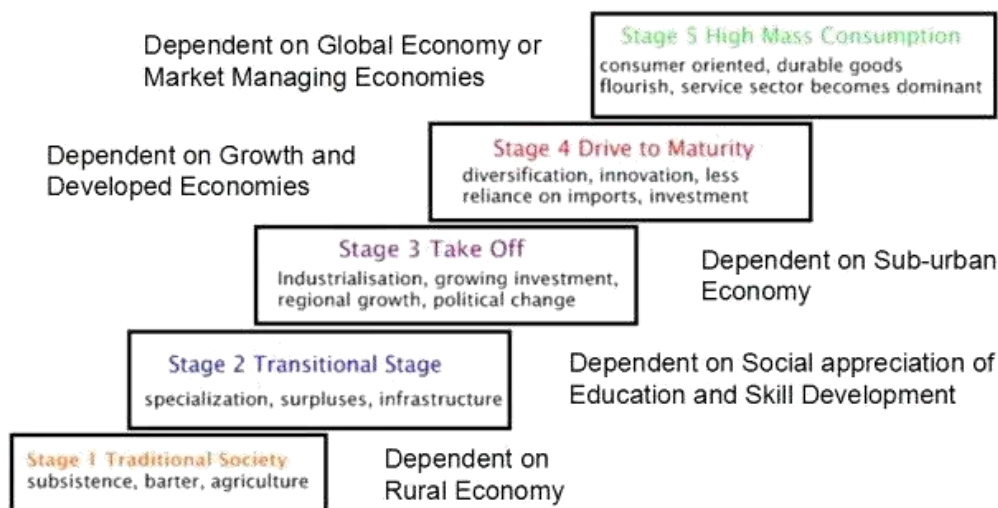 Dependent on Global Economy or
Market Managing Economies
Stage 5 High Mass Consumption
consumer oriented, durable goods
flourish, service sector becomes dominant
Dependent on Growth and
Developed Economies
Stage 4 Drive to Maturity
diversification, innovation, less
reliance on imports, investment
Stage 3 Take Off
Industrialisation, growing investment,
regional growth, political change
Dependent on Sub-urban
Economy
Stage 2 Transitional Stage
specialization, surpluses, infrastructure
Dependent on Social appreciation of
Education and Skill Development
Stage 1 Traditional Society
subsistence, barter, agriculture
Dependent on
Rural Economy